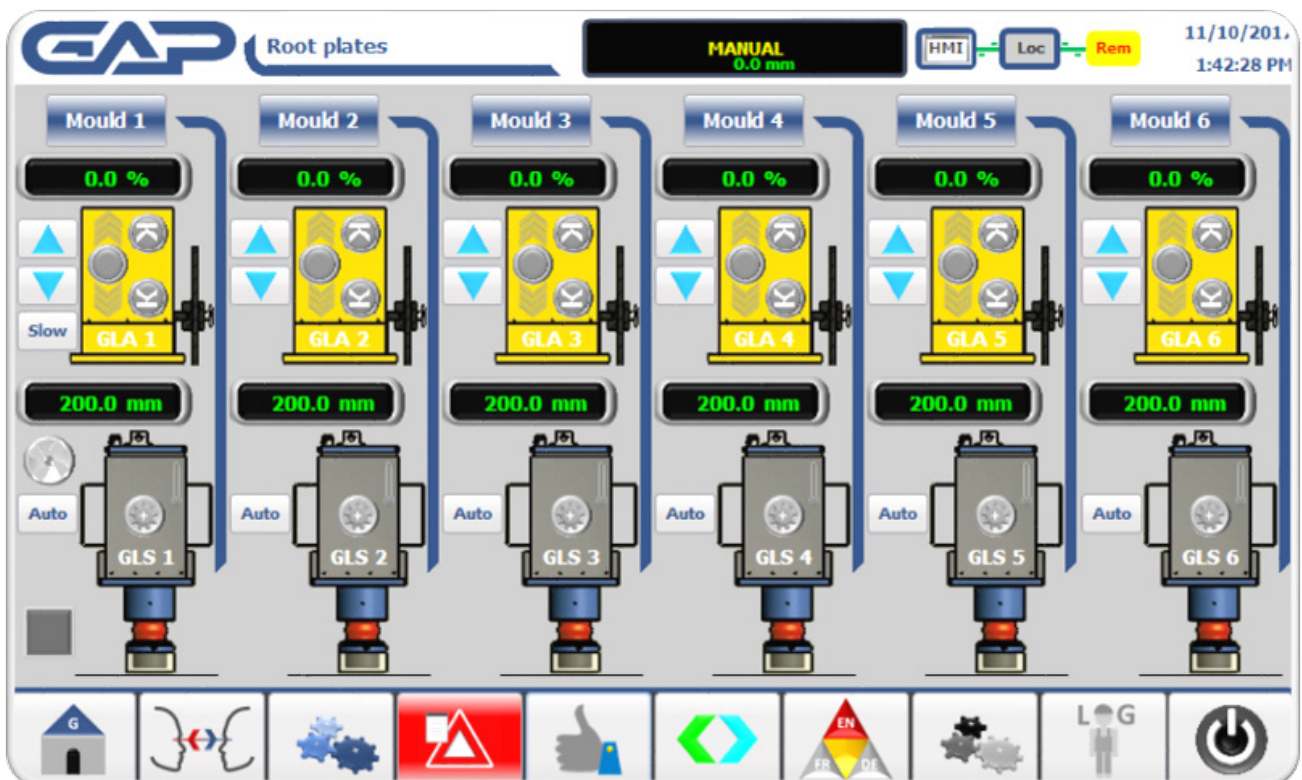 GAP
Root plates
MANUAL
0.0 mm
HMI
Loc
Rem
11/10/201
1:42:28 PM
Mould 1
Mould 2
Mould 3
Mould 4
Mould 5
Mould 6
0.0 %
0.0 %
0.0 %
0.0 %
0.0 %
0.0 %
K
K
K
K
K
K
K
K
K
K
K
K
Slow
GLA 1
GLA 2
GLA 3
GLA 4
GLA 5
GLA 6
200.0 mm
200.0 mm
200.0 mm
200.0 mm
200.0 mm
200.0 mm
Auto
Auto
Auto
Auto
Auto
Auto
GLS 1
GLS 2
GLS 3
GLS 4
GLS 5
GLS 6
G
EN
FR
DE
LOG